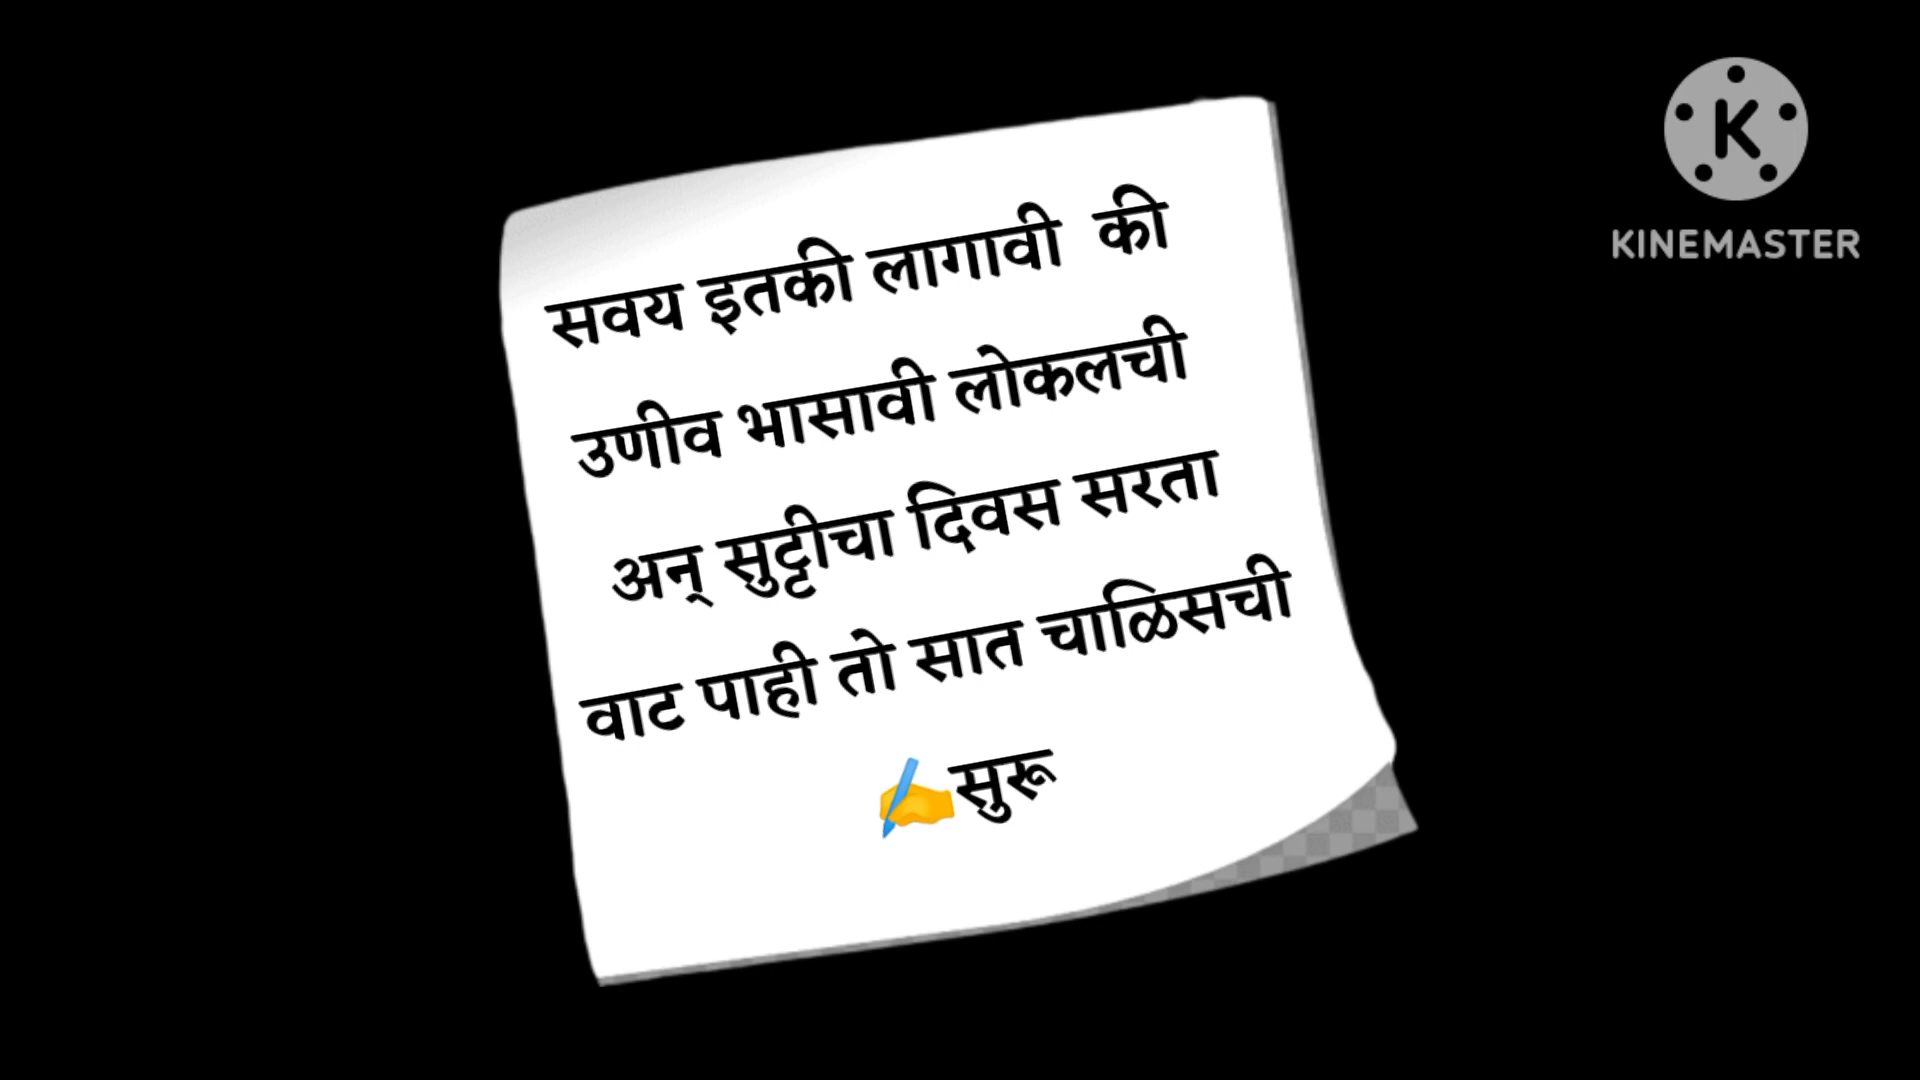 सवय इतकी लागावी की
उणीव भासावी लोकलची
अन् सुट्टीचा दिवस सरता
वाट पाही तो सात चाळिसची
✍️सुरू
KINEMASTER